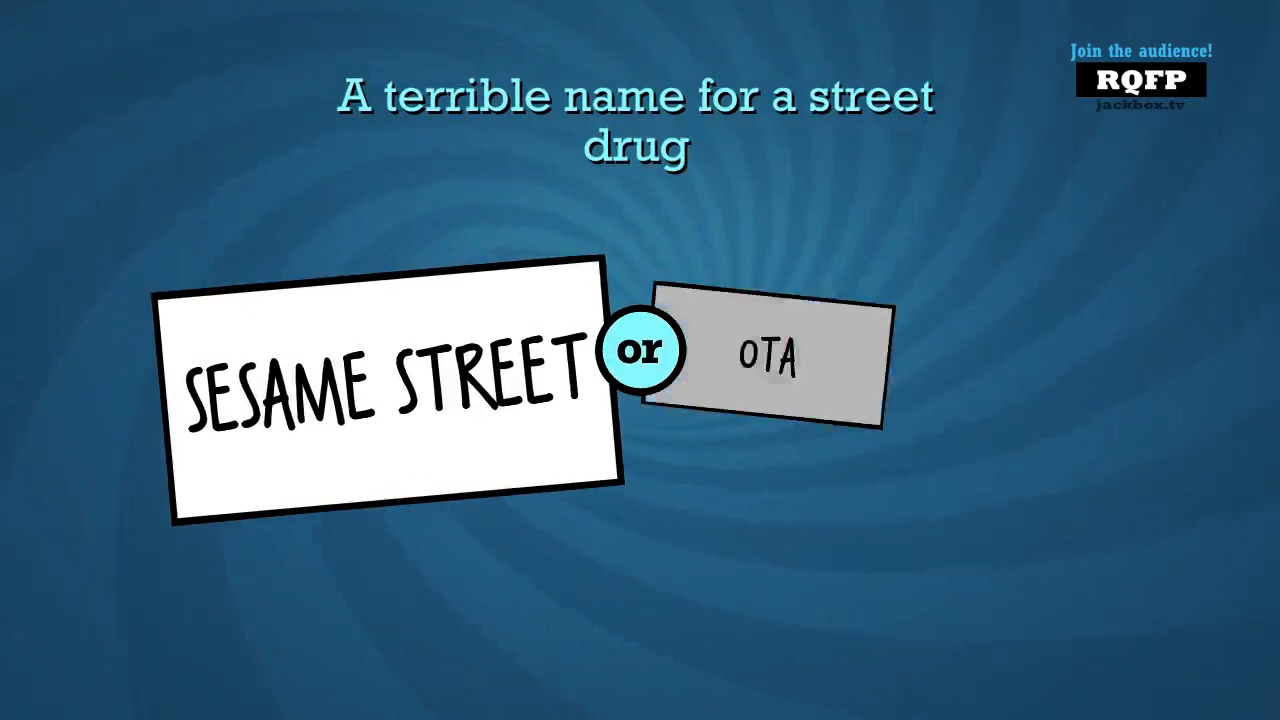 Join the audience!
RQFP
jackbox.tv
A terrible name for a street
drug
SESAME STREET
or
OTA